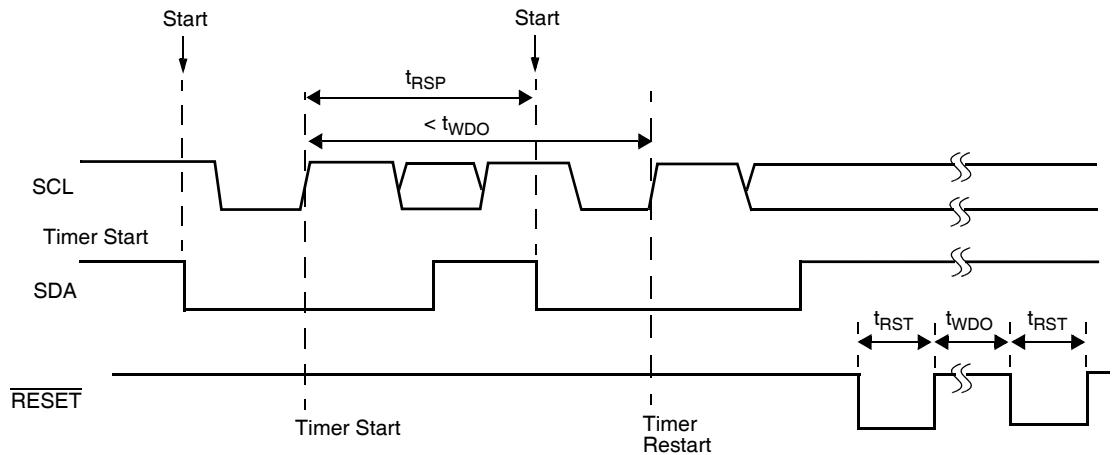 Start
Start
tRSP
< tWDO
SCL
Timer Start
SDA
tRST
tWDO
tRST
RESET
Timer Start
Timer
Restart